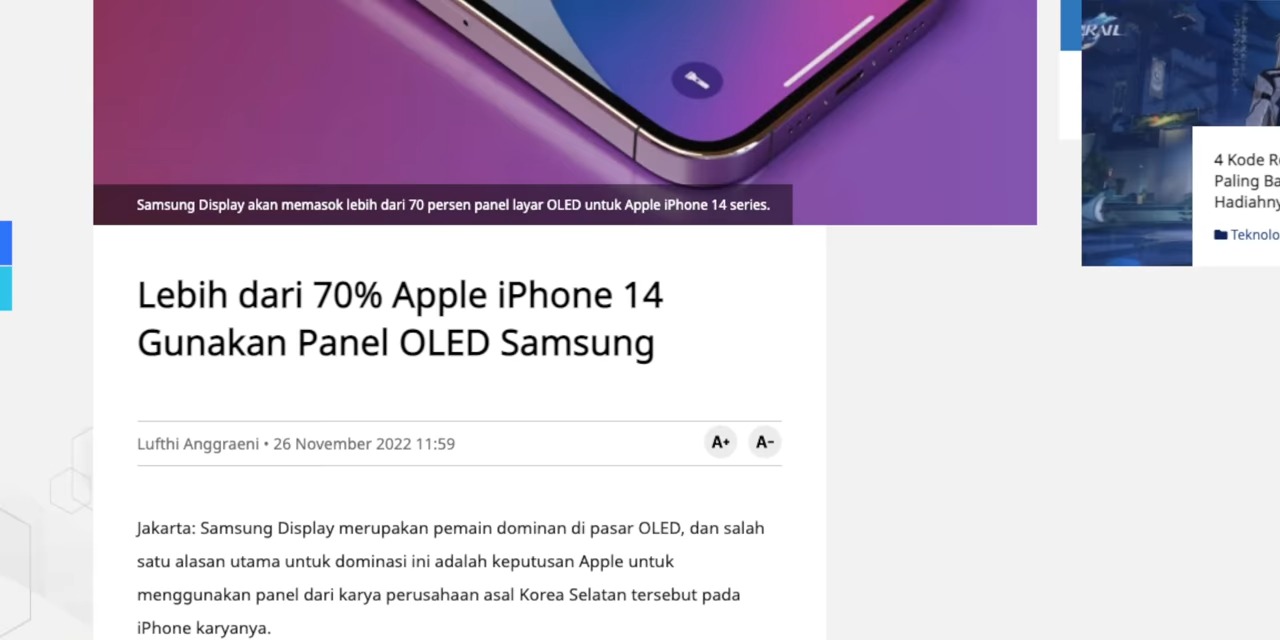 Samsung Display akan memasok lebih dari 70 persen panel layar OLED untuk Apple iPhone 14 series.
Lebih dari 70% Apple iPhone 14
Gunakan Panel OLED Samsung
Lufthi Anggraeni • 26 November 2022 11:59
A+ A-
Jakarta: Samsung Display merupakan pemain dominan di pasar OLED, dan salah
satu alasan utama untuk dominasi ini adalah keputusan Apple untuk
menggunakan panel dari karya perusahaan asal Korea Selatan tersebut pada
iPhone karyanya.
4 Kode
Paling